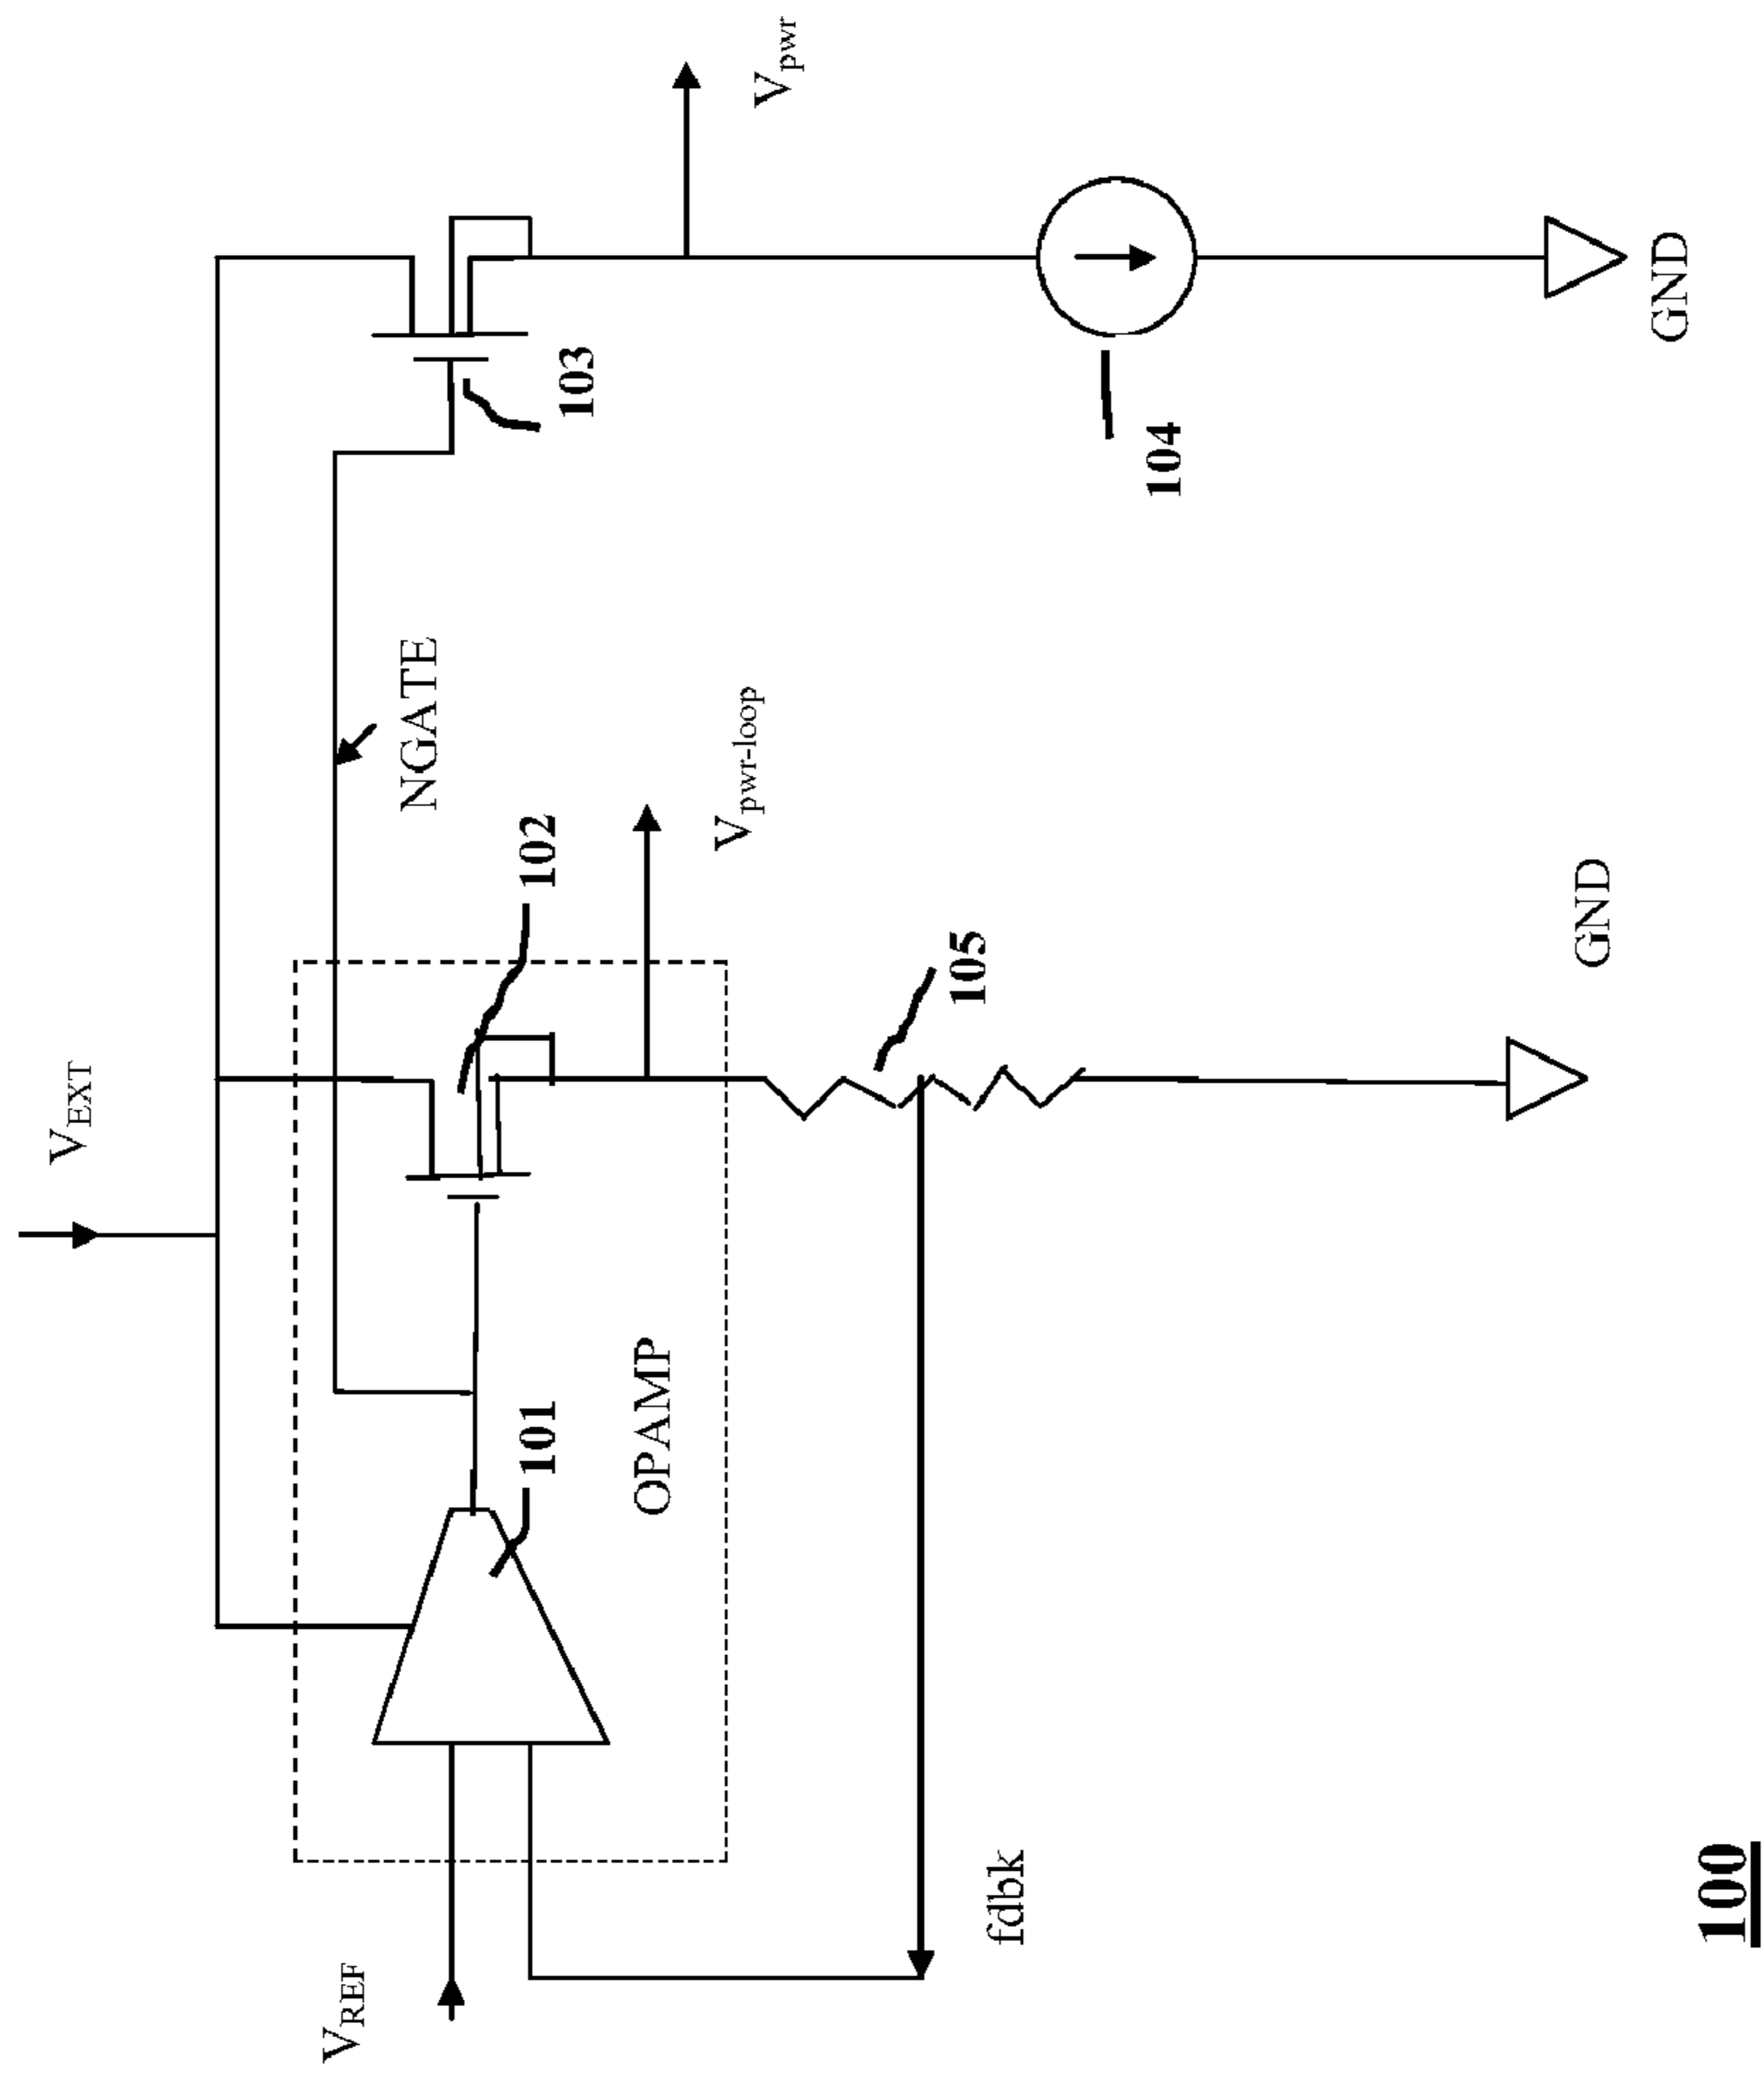 V_EXT
V_REF
NGATE
V_pwr
103
102
101
OPAMP
V_pwr-loop
105
104
fdbk
GND
GND
100